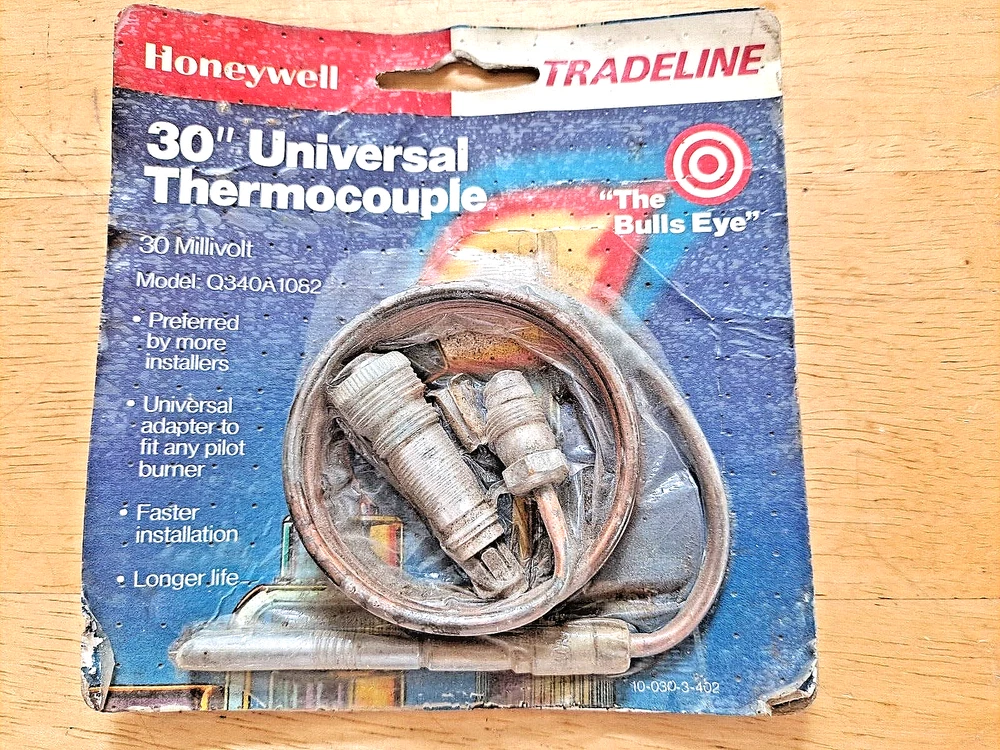 Honeywell
TRADELINE
30" Universal
Thermocouple
"The
Bulls Eye"
30 Millivolt
Model: Q340A1082
• Preferred
by more
installers
• Universal
adapter to
fit any pilot
burner
• Faster
installation
• Longer life
10-030-3-402